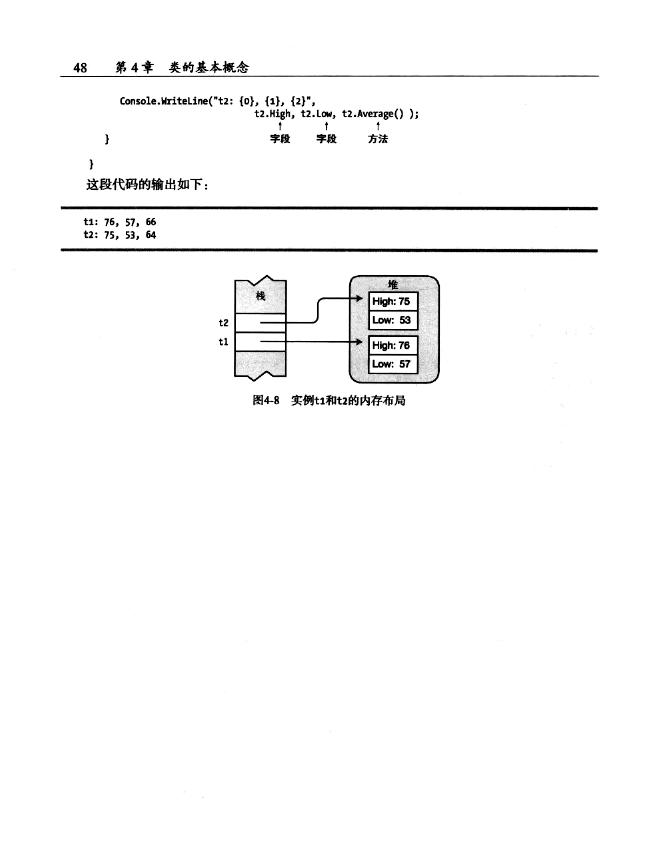 48 第4章 类的基本概念
Console.WriteLine("t2: {0}, {1}, {2}",
t2.High, t2.Low, t2.Average() );
↑ ↑ ↑
} 字段 字段 方法
}
这段代码的输出如下：
t1: 76, 57, 66
t2: 75, 53, 64
栈
堆
High: 75
Low: 53
t2
t1
High: 76
Low: 57
图4-8 实例t1和t2的内存布局